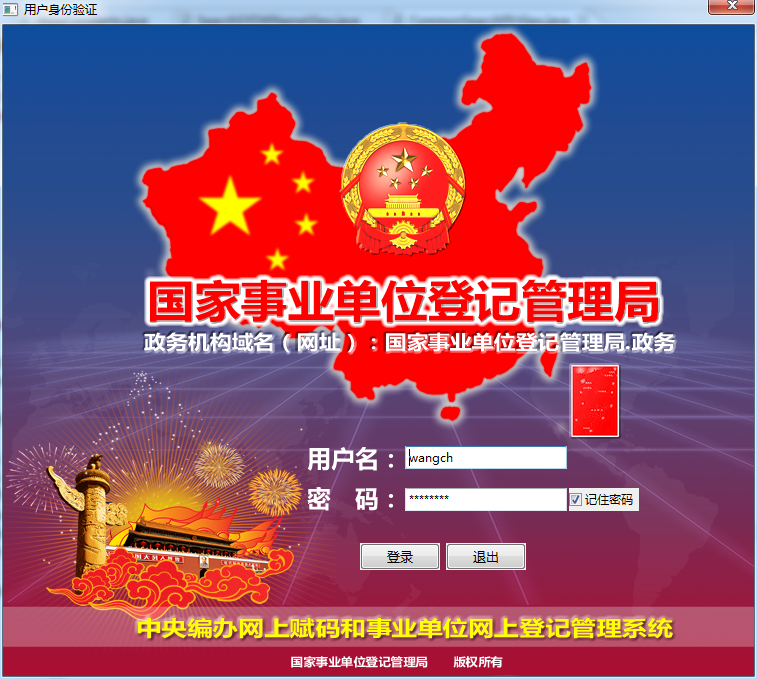 用户身份验证
国家事业单位登记管理局
政务机构域名（网址）：国家事业单位登记管理局.政务
用户名：wangch
密 码：******** 记住密码
登录 退出
中央编办网上赋码和事业单位网上登记管理系统
国家事业单位登记管理局 版权所有